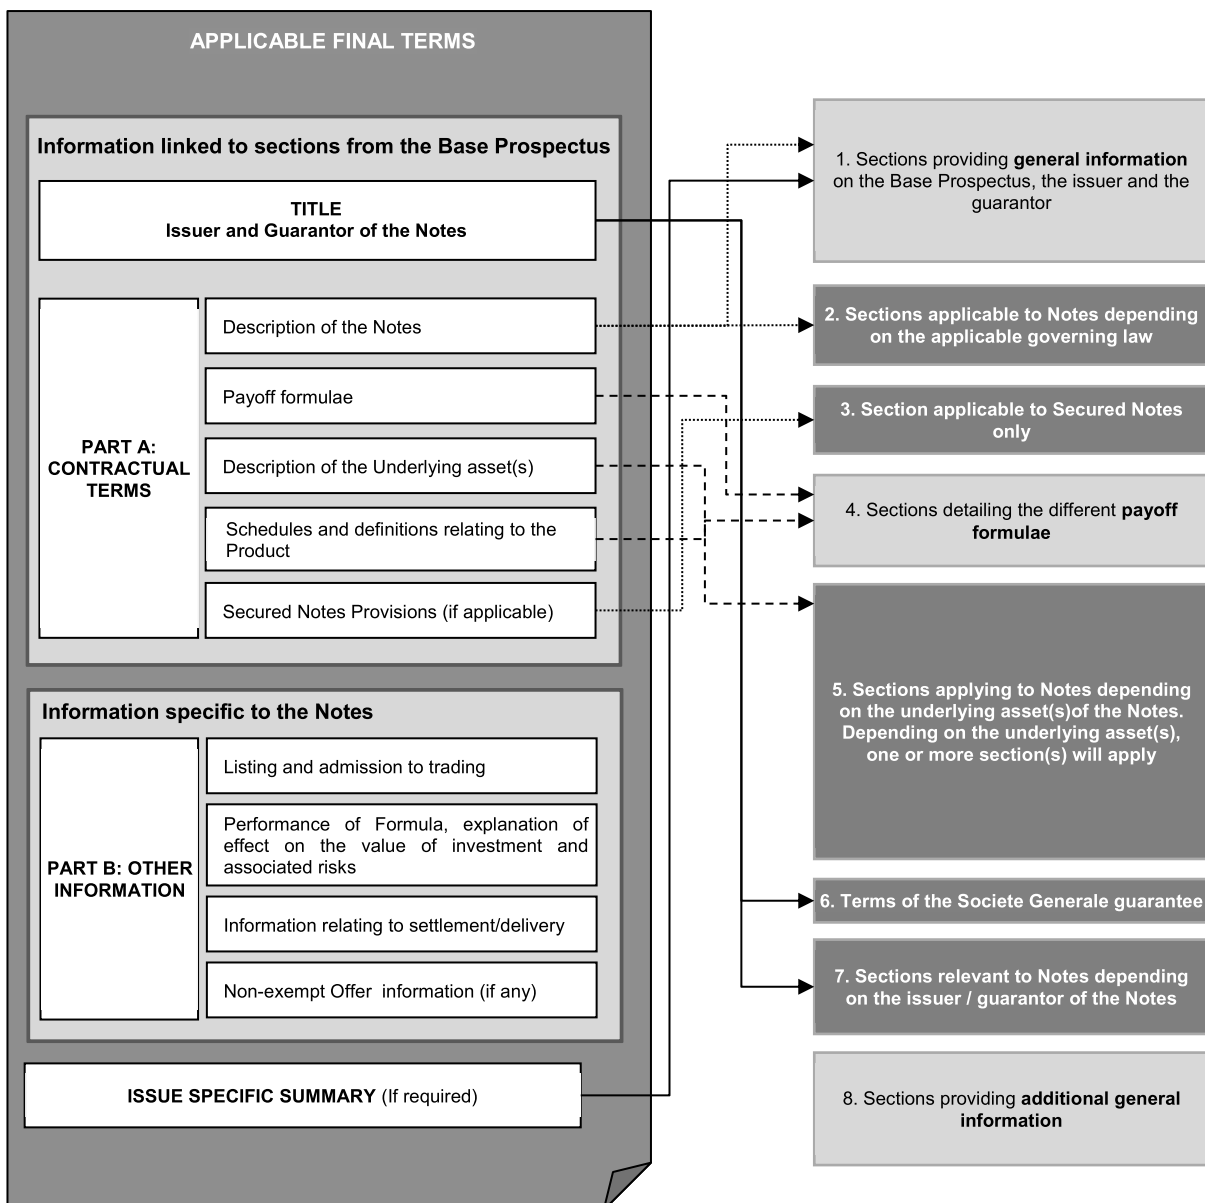 APPLICABLE FINAL TERMS
Information linked to sections from the Base Prospectus
TITLE
Issuer and Guarantor of the Notes
PART A:
CONTRACTUAL
TERMS
Description of the Notes
Payoff formulae
Description of the Underlying asset(s)
Schedules and definitions relating to the
Product
Secured Notes Provisions (if applicable)
Information specific to the Notes
PART B: OTHER
INFORMATION
Listing and admission to trading
Performance of Formula, explanation of
effect on the value of investment and
associated risks
Information relating to settlement/delivery
Non-exempt Offer information (if any)
ISSUE SPECIFIC SUMMARY (If required)
1. Sections providing general information
on the Base Prospectus, the issuer and the
guarantor
2. Sections applicable to Notes depending
on the applicable governing law
3. Section applicable to Secured Notes
only
4. Sections detailing the different payoff
formulae
5. Sections applying to Notes depending
on the underlying asset(s)of the Notes.
Depending on the underlying asset(s),
one or more section(s) will apply
6. Terms of the Societe Generale guarantee
7. Sections relevant to Notes depending
on the issuer / guarantor of the Notes
8. Sections providing additional general
information